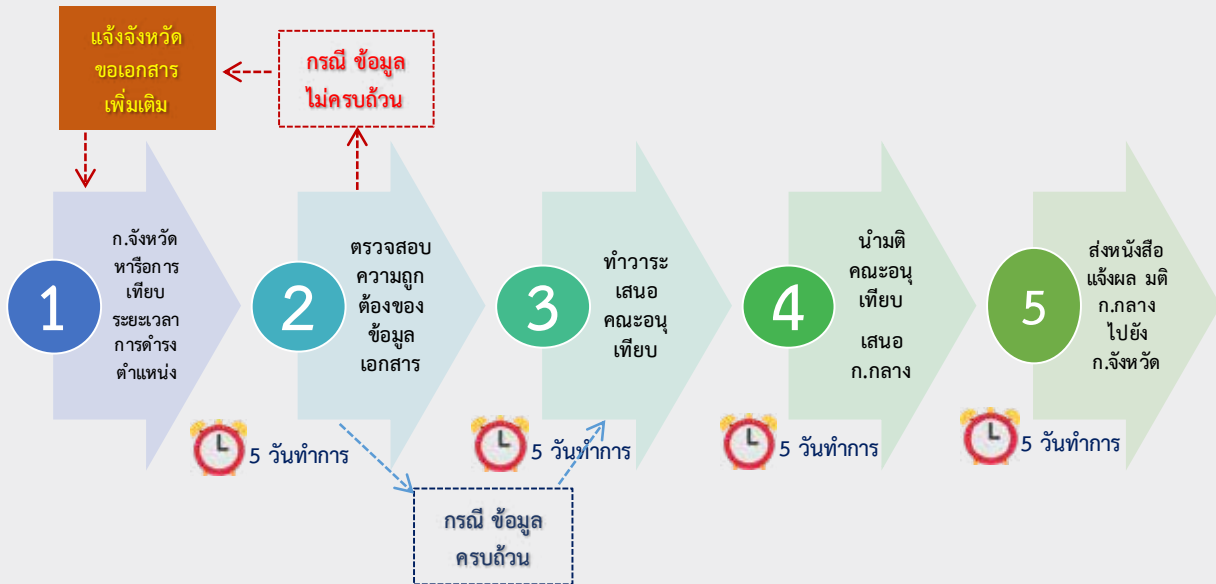 แจ้งจังหวัด
ขอเอกสาร
เพิ่มเติม
กรณี ข้อมูล
ไม่ครบถ้วน
1
ก.จังหวัด
หารือการ
เทียบ
ระยะเวลา
การดำรง
ตำแหน่ง
2
ตรวจสอบ
ความถูก
ต้องของ
ข้อมูล
เอกสาร
3
ทำวาระ
เสนอ
คณะอนุ
เทียบ
4
นำมติ
คณะอนุ
เทียบ
เสนอ
ก.กลาง
5
ส่งหนังสือ
แจ้งผล มติ
ก.กลาง
ไปยัง
ก.จังหวัด
5 วันทำการ
5 วันทำการ
5 วันทำการ
5 วันทำการ
กรณี ข้อมูล
ครบถ้วน